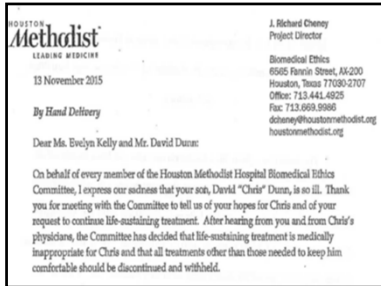 HOUSTON
Methodist
LEADING MEDICINE
J. Richard Cheney
Project Director
Biomedical Ethics
6565 Fannin Street, AX-200
Houston, Texas 77030-2707
Office: 713.441.4925
Fax: 713.669.9986
dcheney@houstonmethodist.org
houstonmethodist.org
13 November 2015
By Hand Delivery
Dear Ms. Evelyn Kelly and Mr. David Dunn:
On behalf of every member of the Houston Methodist Hospital Biomedical Ethics
Committee, I express our sadness that your son, David "Chris" Dunn, is so ill. Thank
you for meeting with the Committee to tell us of your hopes for Chris and of your
request to continue life-sustaining treatment. After hearing from you and from Chris's
physicians, the Committee has decided that life-sustaining treatment is medically
inappropriate for Chris and that all treatments other than those needed to keep him
comfortable should be discontinued and withheld.